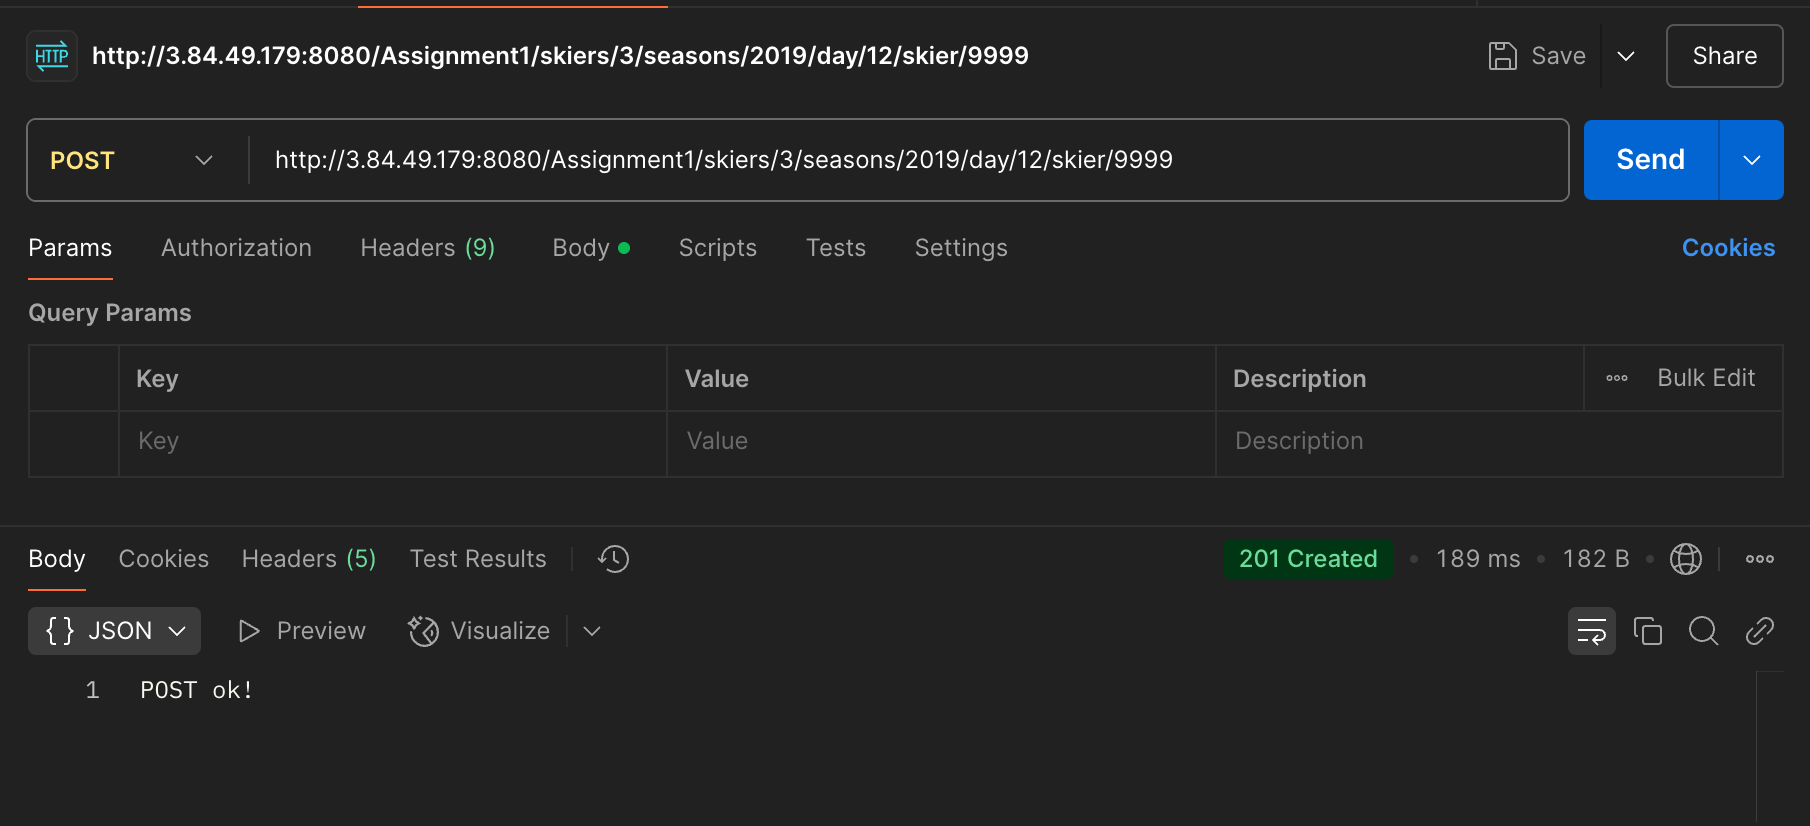 HTTP http://3.84.49.179:8080/Assignment1/skiers/3/seasons/2019/day/12/skier/9999 Save Share
POST http://3.84.49.179:8080/Assignment1/skiers/3/seasons/2019/day/12/skier/9999 Send
Params Authorization Headers (9) Body Scripts Tests Settings Cookies
Query Params
Key Value Description Bulk Edit
Key Value Description
Body Cookies Headers (5) Test Results 201 Created 189 ms 182 B
{} JSON Preview Visualize
1 POST ok!